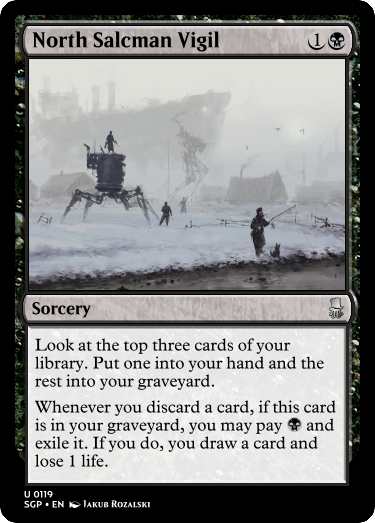 North Salcman Vigil 1
Sorcery
Look at the top three cards of your
library. Put one into your hand and the
rest into your graveyard.
Whenever you discard a card, if this card
is in your graveyard, you may pay and
exile it. If you do, you draw a card and
lose 1 life.
U 0119
SGP • EN Jakub Rozalski